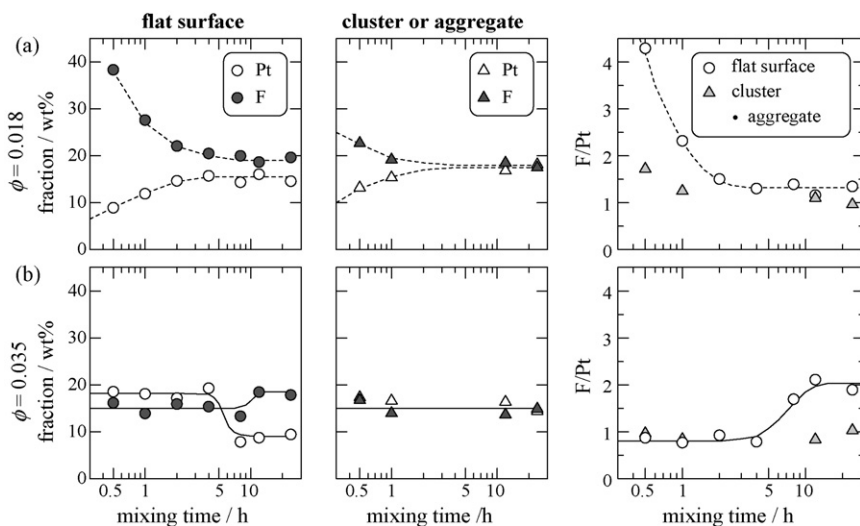 flat surface
cluster or aggregate
(a)
ϕ = 0.018
fraction / wt%
40
30
20
10
0
Pt
F
Pt
F
F/Pt
4
3
2
1
0
flat surface
cluster
aggregate
(b)
ϕ = 0.035
fraction / wt%
40
30
20
10
0
0.5 1 10
mixing time / h
0.5 1 10
mixing time /h
F/Pt
4
3
2
1
0
0.5 1 10
mixing time / h